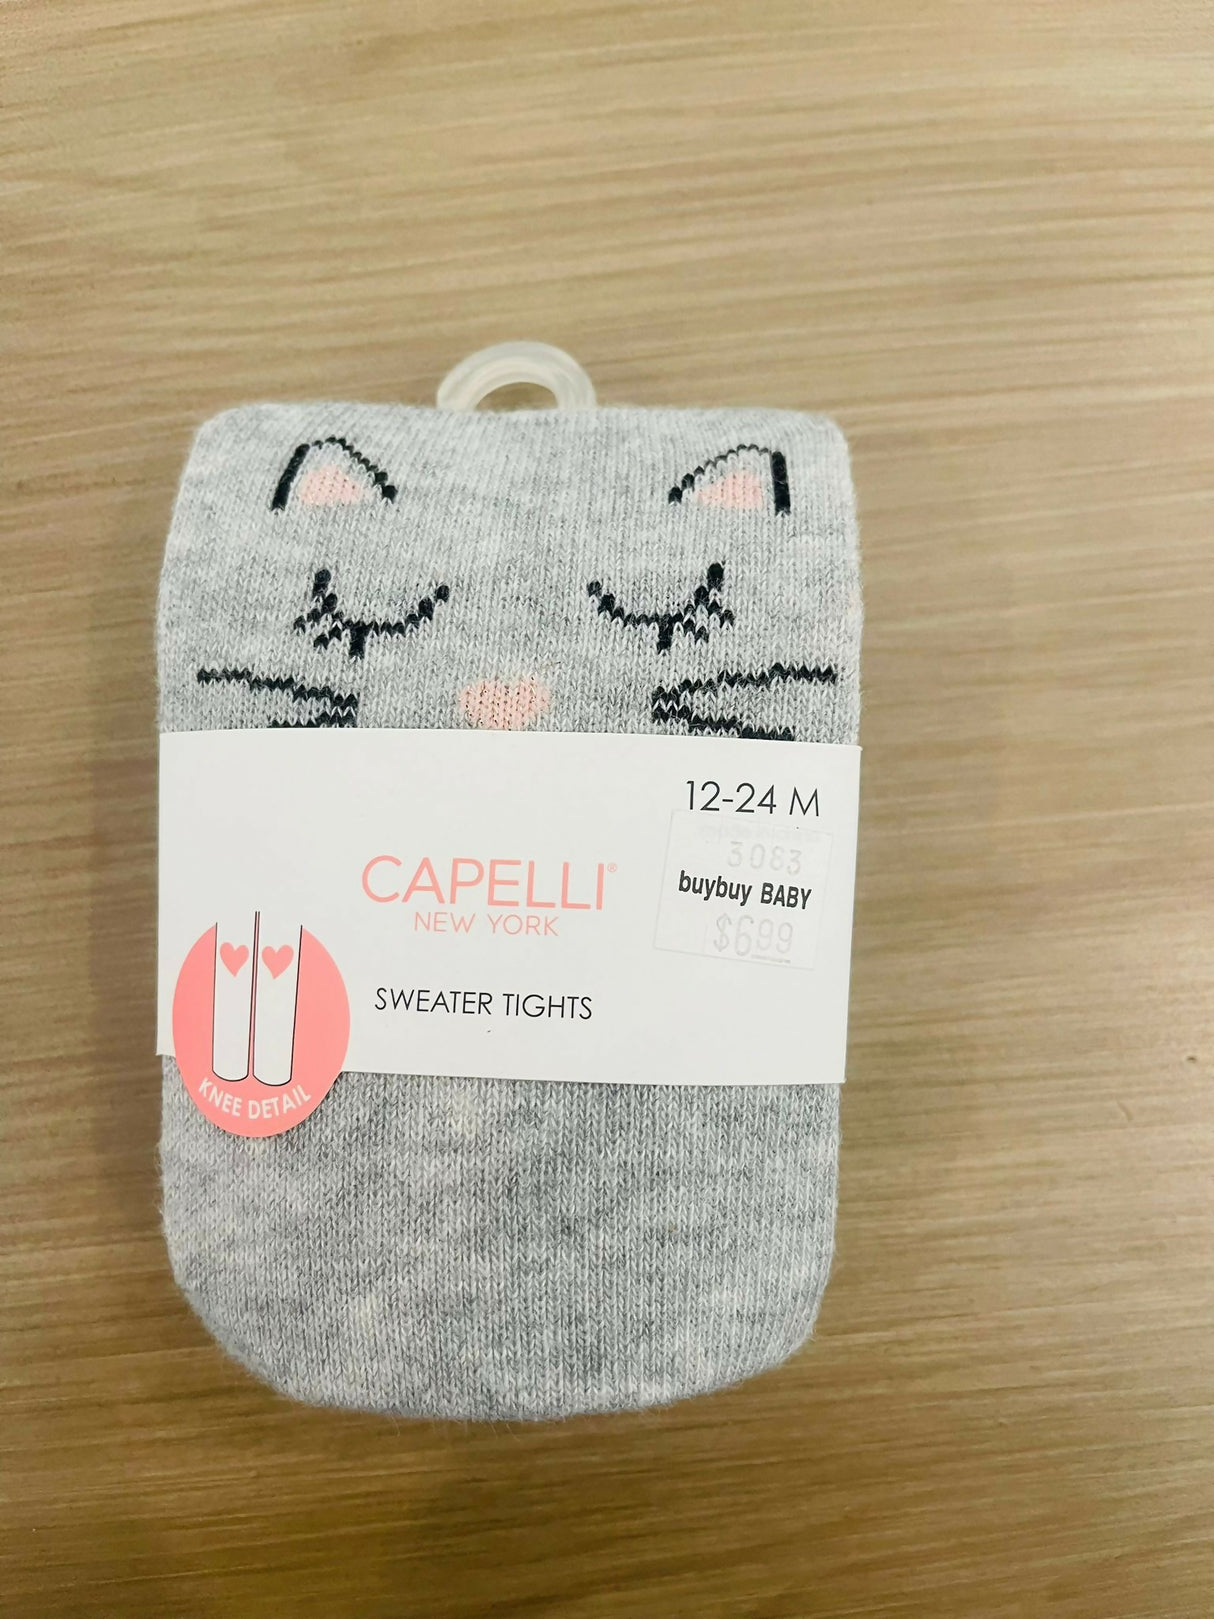 12-24 M
3083
buybuy BABY
$6.99
CAPELLI®
NEW YORK
SWEATER TIGHTS
KNEE DETAIL